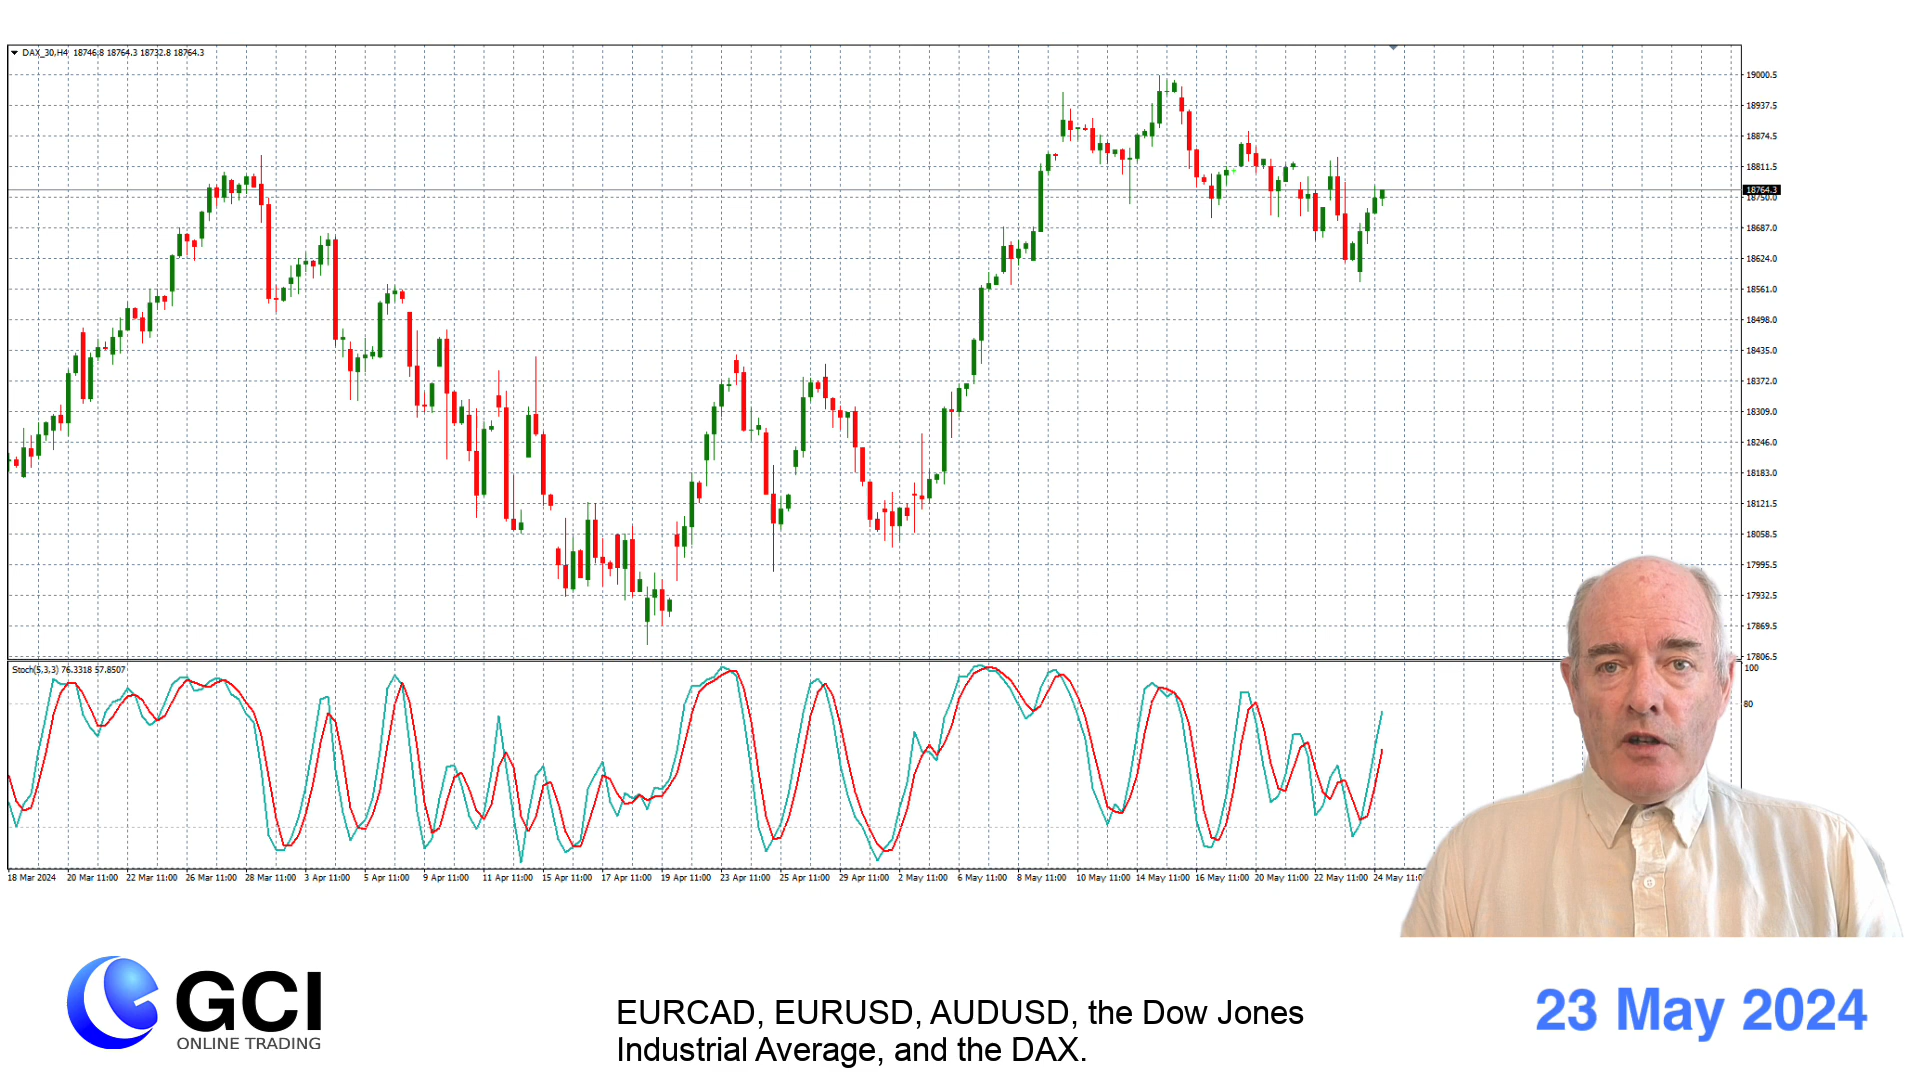 DAX_30,H4 18746.8 18764.3 18732.8 18764.3
19000.5
18937.5
18874.5
18811.5
18764.3
18750.0
18687.0
18624.0
18561.0
18498.0
18435.0
18372.0
18309.0
18246.0
18183.0
18121.5
18058.5
17995.5
17932.5
17869.5
17806.5
Stoch(5,3,3) 76.3318 57.8507
100
80
18 Mar 2024 20 Mar 11:00 22 Mar 11:00 26 Mar 11:00 28 Mar 11:00 3 Apr 11:00 5 Apr 11:00 9 Apr 11:00 11 Apr 11:00 15 Apr 11:00 17 Apr 11:00 19 Apr 11:00 23 Apr 11:00 25 Apr 11:00 29 Apr 11:00 2 May 11:00 6 May 11:00 8 May 11:00 10 May 11:00 14 May 11:00 16 May 11:00 20 May 11:00 22 May 11:00 24 May
GCI
ONLINE TRADING
EURCAD, EURUSD, AUDUSD, the Dow Jones
Industrial Average, and the DAX.
23 May 2024